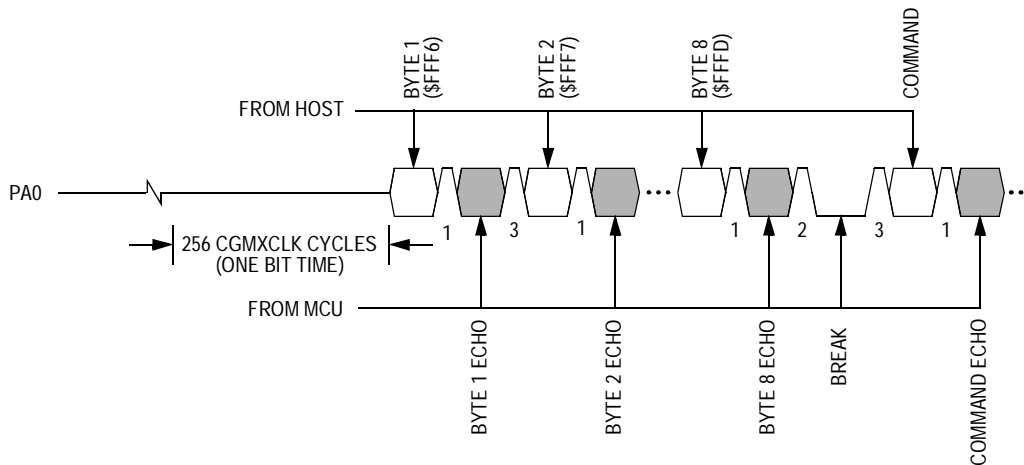 BYTE 1
($FFF6)
BYTE 2
($FFF7)
BYTE 8
($FFFD)
COMMAND
FROM HOST
PA0
1
3
1
1
2
3
1
256 CGMXCLK CYCLES
(ONE BIT TIME)
FROM MCU
BYTE 1 ECHO
BYTE 2 ECHO
BYTE 8 ECHO
BREAK
COMMAND ECHO